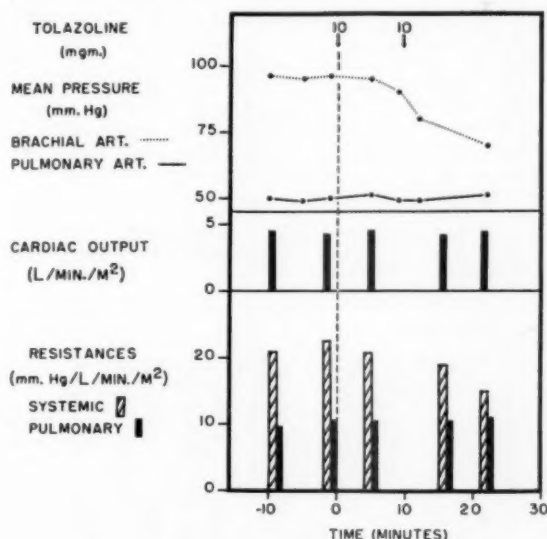 TOLAZOLINE
(mgm.)
10 10
MEAN PRESSURE
(mm. Hg)
BRACHIAL ART.
PULMONARY ART.
100
75
50
CARDIAC OUTPUT
(L/MIN./M²)
5
0
RESISTANCES
(mm. Hg/L/MIN./M²)
SYSTEMIC
PULMONARY
20
10
0
-10 0 10 20 30
TIME (MINUTES)